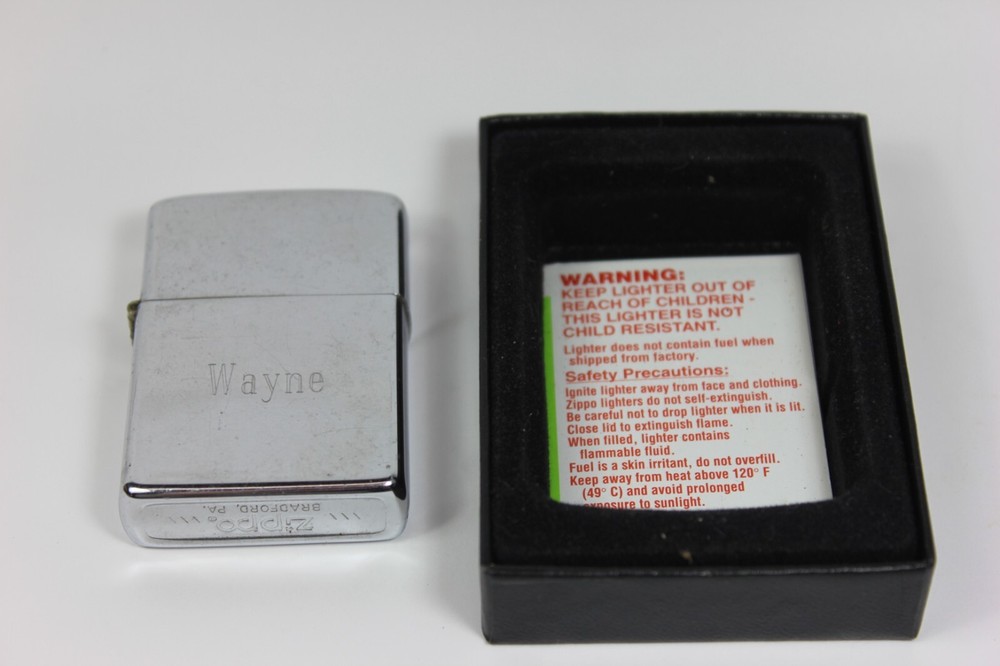 Wayne
\\\ Zippo \\\\
BRADFORD, PA.
WARNING:
KEEP LIGHTER OUT OF
REACH OF CHILDREN -
THIS LIGHTER IS NOT
CHILD RESISTANT.
Lighter does not contain fuel when
shipped from factory.
Safety Precautions:
Ignite lighter away from face and clothing.
Zippo lighters do not self-extinguish.
Be careful not to drop lighter when it is lit.
Close lid to extinguish flame.
When filled, lighter contains
flammable fluid.
Fuel is a skin irritant, do not overfill.
Keep away from heat above 120° F
(49° C) and avoid prolonged
exposure to sunlight.